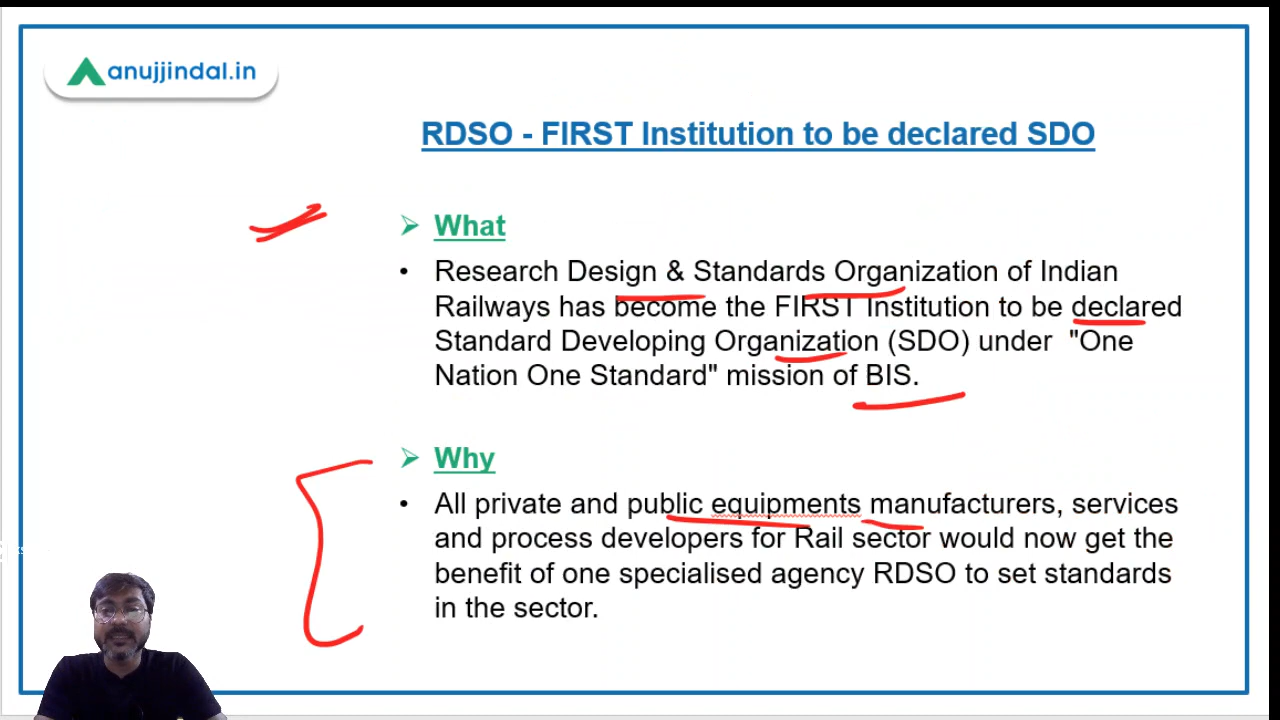 anujjindal.in
RDSO - FIRST Institution to be declared SDO
What
Research Design & Standards Organization of Indian
Railways has become the FIRST Institution to be declared
Standard Developing Organization (SDO) under "One
Nation One Standard" mission of BIS.
Why
All private and public equipments manufacturers, services
and process developers for Rail sector would now get the
benefit of one specialised agency RDSO to set standards
in the sector.